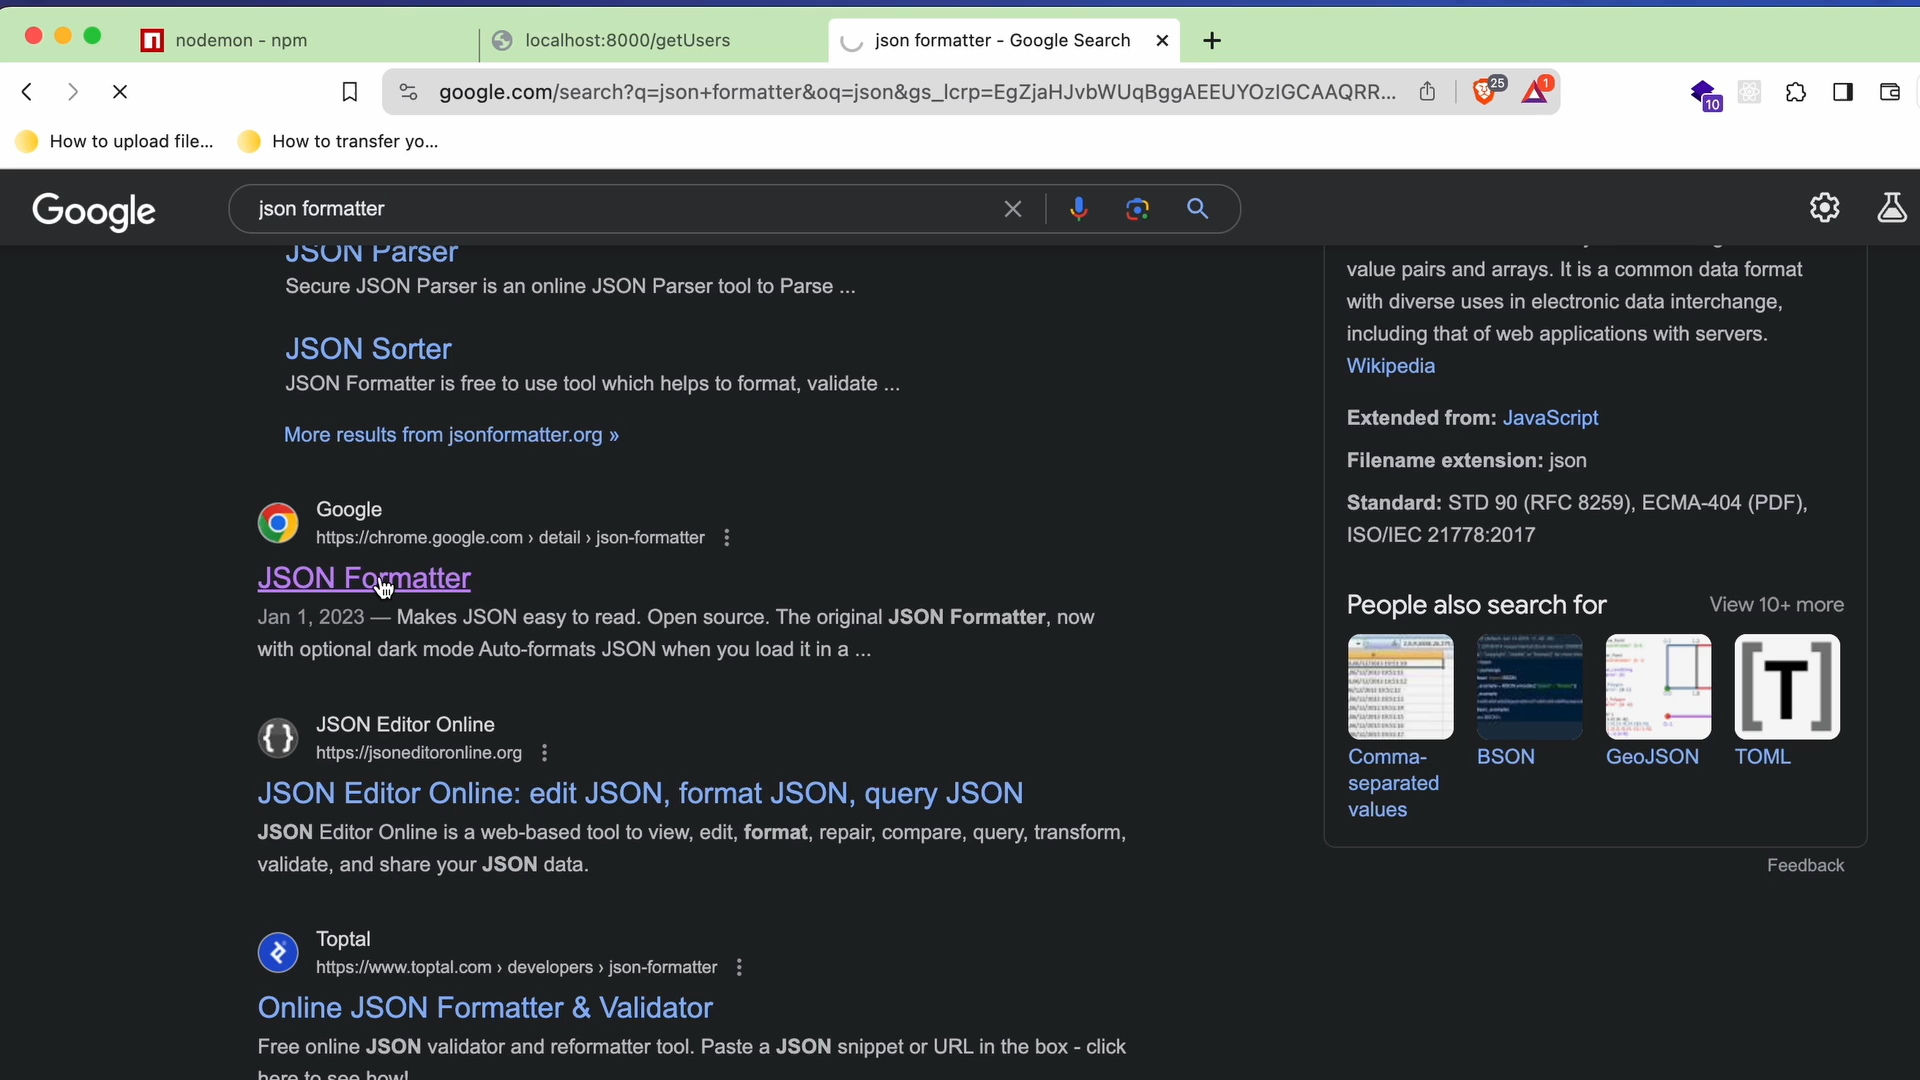 nodemon - npm
localhost:8000/getUsers
json formatter - Google Search
google.com/search?q=json+formatter&oq=json&gs_lcrp=EgZjaHJvbWUqBggAEEUYOzIGCAAQRR...
25
1
10
How to upload file...
How to transfer yo...
Google
json formatter
JSON Parser
Secure JSON Parser is an online JSON Parser tool to Parse ...
JSON Sorter
JSON Formatter is free to use tool which helps to format, validate ...
More results from jsonformatter.org »
Google
https://chrome.google.com › detail › json-formatter
JSON Formatter
Jan 1, 2023 — Makes JSON easy to read. Open source. The original JSON Formatter, now
with optional dark mode Auto-formats JSON when you load it in a ...
JSON Editor Online
https://jsoneditoronline.org
JSON Editor Online: edit JSON, format JSON, query JSON
JSON Editor Online is a web-based tool to view, edit, format, repair, compare, query, transform,
validate, and share your JSON data.
Toptal
https://www.toptal.com › developers › json-formatter
Online JSON Formatter & Validator
Free online JSON validator and reformatter tool. Paste a JSON snippet or URL in the box - click
here to see how!
value pairs and arrays. It is a common data format
with diverse uses in electronic data interchange,
including that of web applications with servers.
Wikipedia
Extended from: JavaScript
Filename extension: json
Standard: STD 90 (RFC 8259), ECMA-404 (PDF),
ISO/IEC 21778:2017
People also search for
View 10+ more
[T]
Comma-
separated
values
BSON
GeoJSON
TOML
Feedback